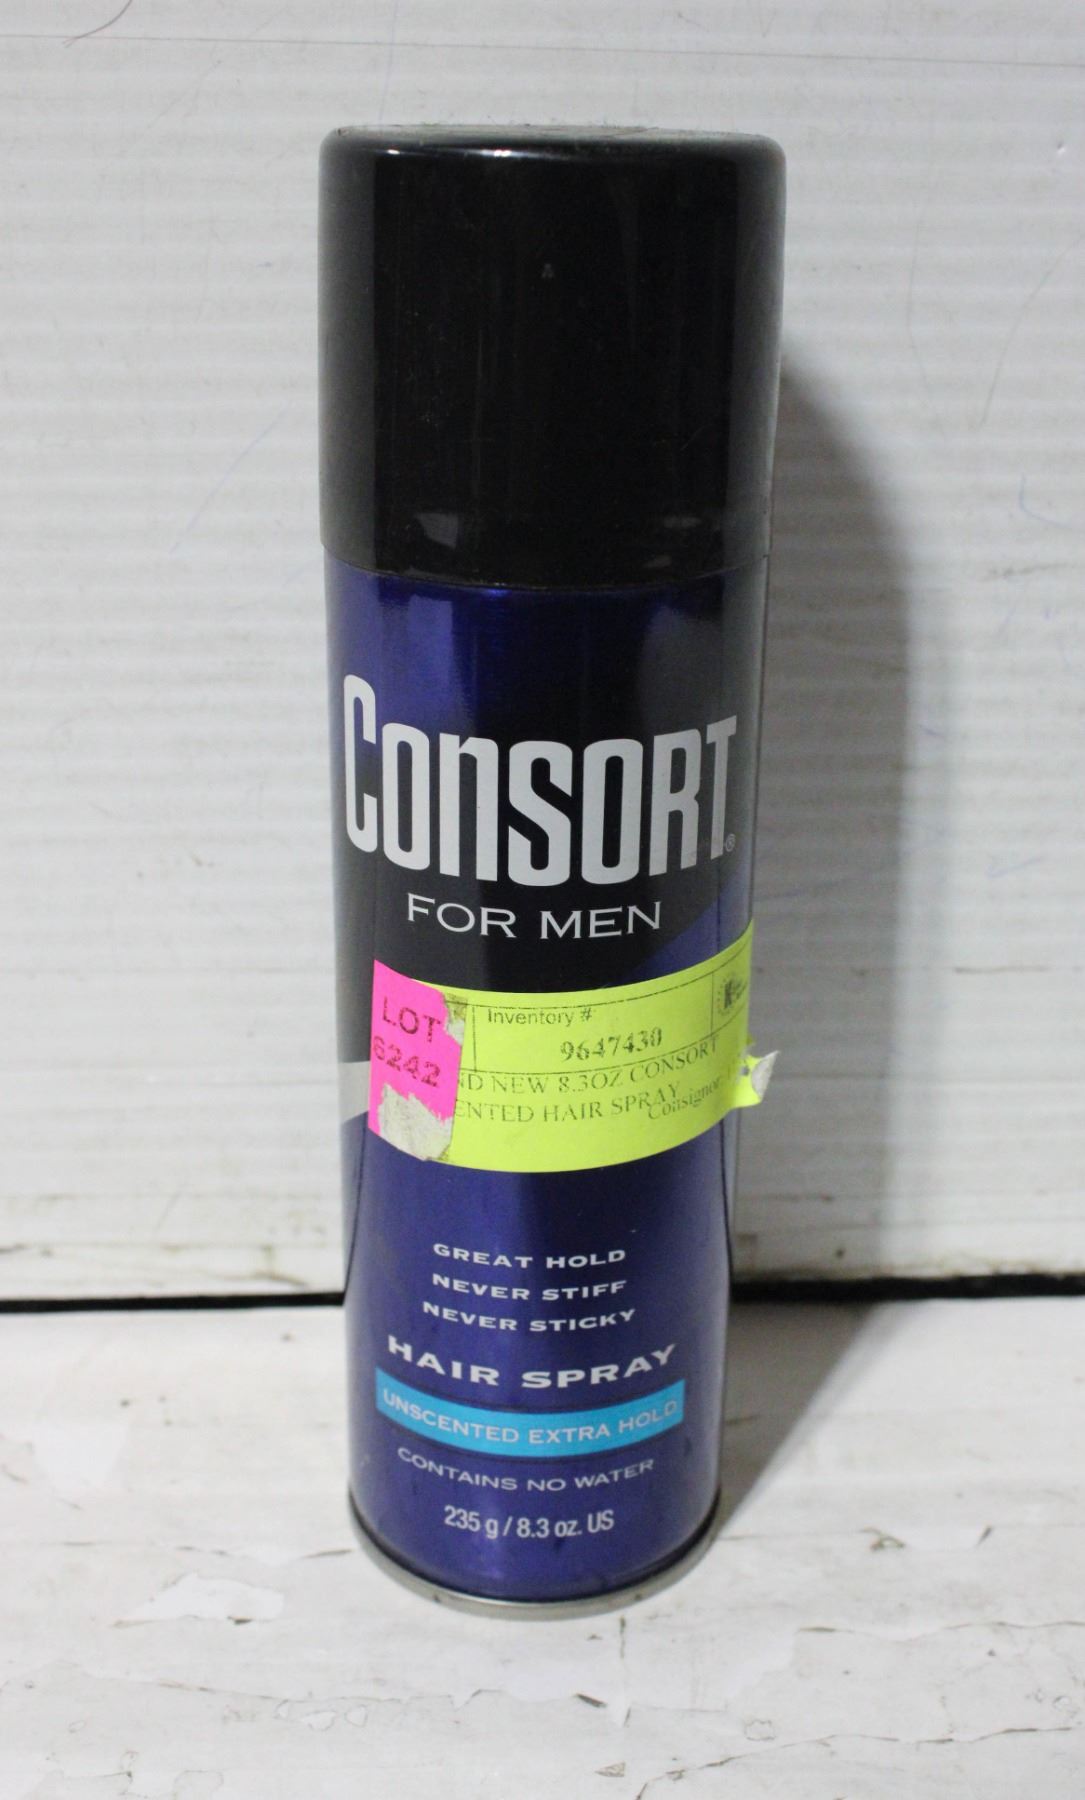 CONSORT®
FOR MEN
LOT
6242
Inventory #
9647430
ND NEW 8.3OZ CONSORT
ENTED HAIR SPRAY
Consignor:
GREAT HOLD
NEVER STIFF
NEVER STICKY
HAIR SPRAY
UNSCENTED EXTRA HOLD
CONTAINS NO WATER
235 g / 8.3 oz. US